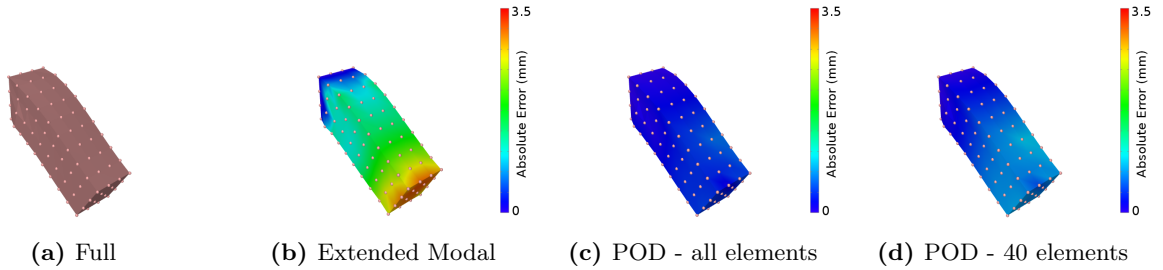 3.5
Absolute Error (mm)
0
3.5
Absolute Error (mm)
0
3.5
Absolute Error (mm)
0
(a) Full
(b) Extended Modal
(c) POD - all elements
(d) POD - 40 elements